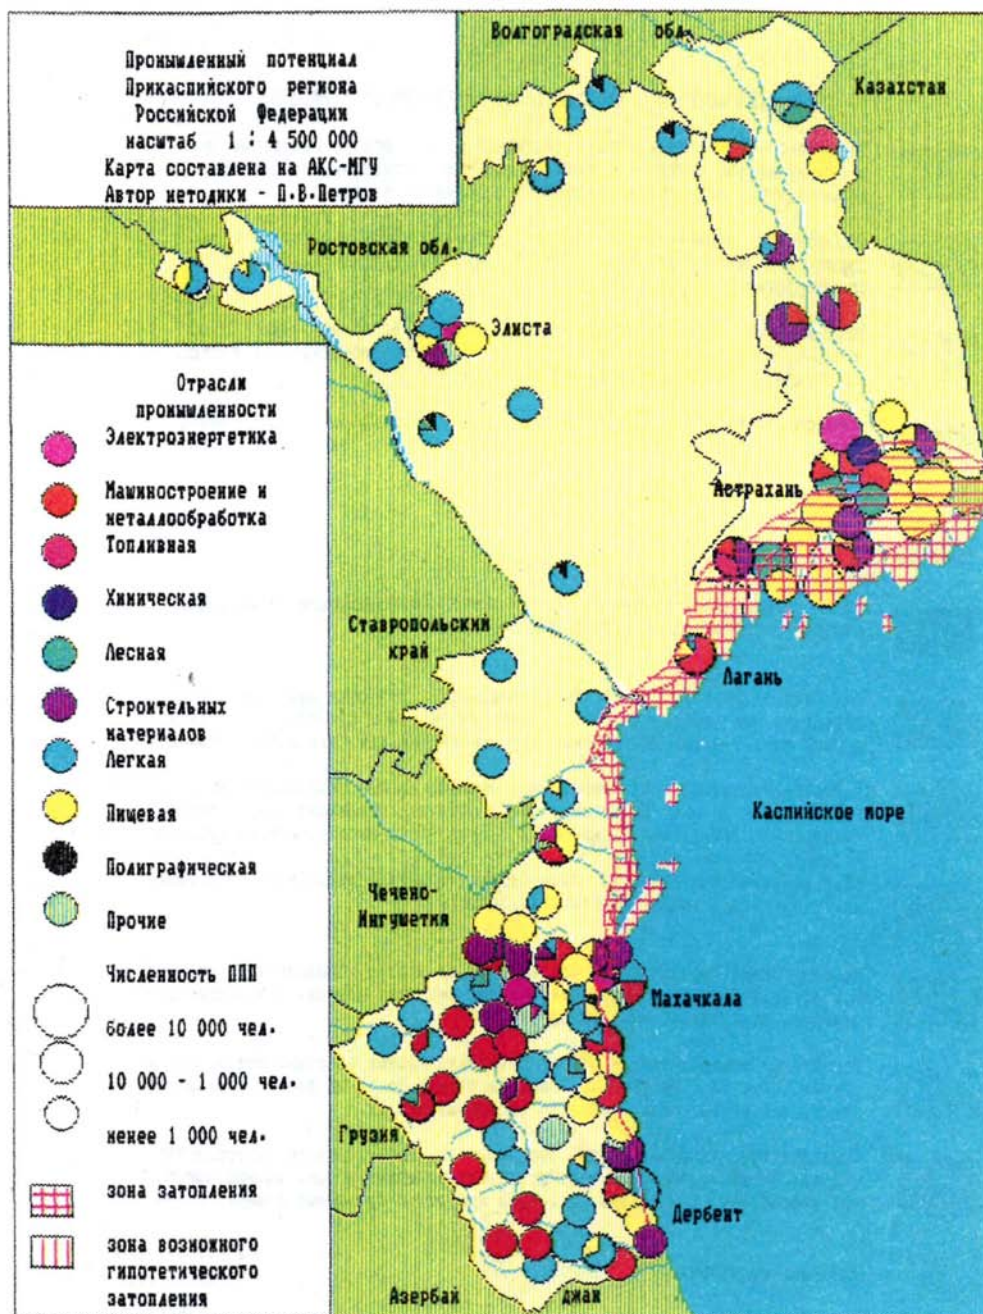 Промышленный потенциал
Прикаспийского региона
Российской Федерации
масштаб 1 : 4 500 000
Карта составлена на АКС-МГУ
Автор методики - П.В.Петров
Волгоградская обл.
Казахстан
Ростовская обл.
Элиста
Астрахань
Ставропольский
край
Лагань
Каспийское море
Чечено-
Ингушетия
Махачкала
Грузия
Дербент
Азербай
джан
Отрасли
промышленности
Электроэнергетика
Машиностроение и
металлообработка
Топливная
Химическая
Лесная
Строительных
материалов
Легкая
Пищевая
Полиграфическая
Прочие
Численность ППП
более 10 000 чел.
10 000 - 1 000 чел.
менее 1 000 чел.
зона затопления
зона возможного
гипотетического
затопления